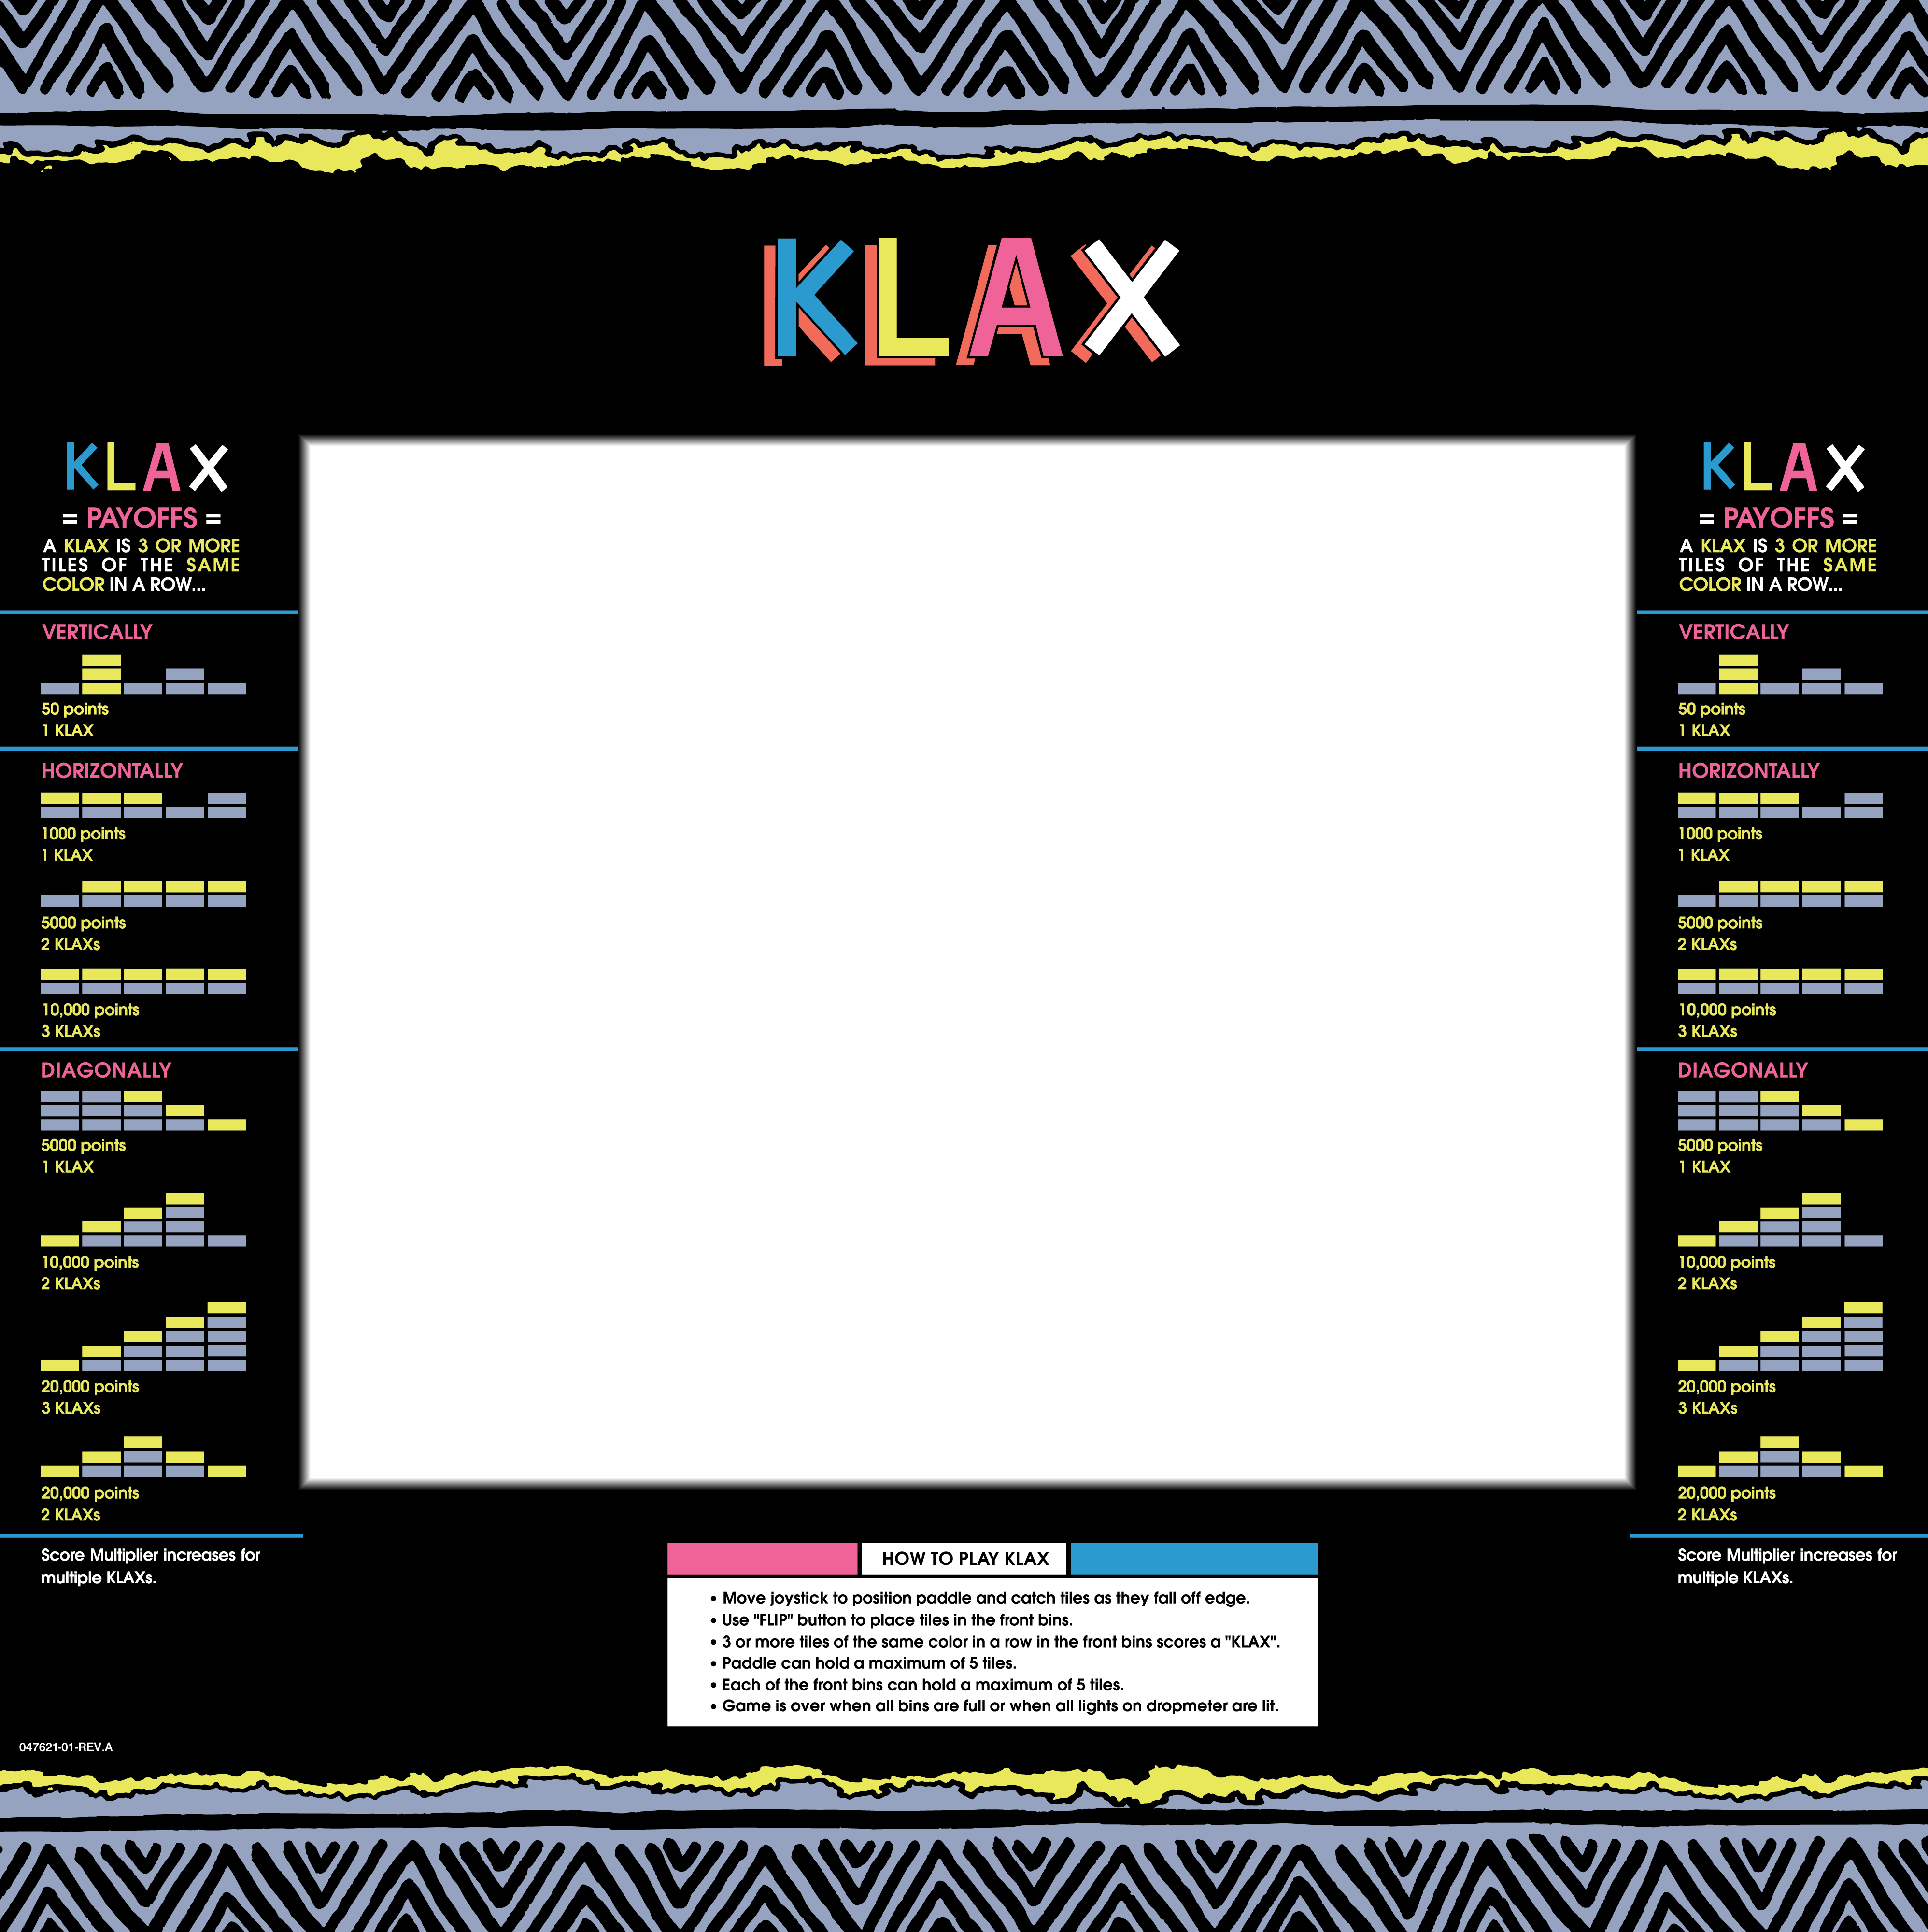 KLAX
KLAX
= PAYOFFS =
A KLAX IS 3 OR MORE
TILES OF THE SAME
COLOR IN A ROW...
VERTICALLY
50 points
1 KLAX
HORIZONTALLY
1000 points
1 KLAX
5000 points
2 KLAXs
10,000 points
3 KLAXs
DIAGONALLY
5000 points
1 KLAX
10,000 points
2 KLAXs
20,000 points
3 KLAXs
20,000 points
2 KLAXs
Score Multiplier increases for
multiple KLAXs.
KLAX
= PAYOFFS =
A KLAX IS 3 OR MORE
TILES OF THE SAME
COLOR IN A ROW...
VERTICALLY
50 points
1 KLAX
HORIZONTALLY
1000 points
1 KLAX
5000 points
2 KLAXs
10,000 points
3 KLAXs
DIAGONALLY
5000 points
1 KLAX
10,000 points
2 KLAXs
20,000 points
3 KLAXs
20,000 points
2 KLAXs
Score Multiplier increases for
multiple KLAXs.
HOW TO PLAY KLAX
• Move joystick to position paddle and catch tiles as they fall off edge.
• Use "FLIP" button to place tiles in the front bins.
• 3 or more tiles of the same color in a row in the front bins scores a "KLAX".
• Paddle can hold a maximum of 5 tiles.
• Each of the front bins can hold a maximum of 5 tiles.
• Game is over when all bins are full or when all lights on dropmeter are lit.
047621-01-REV.A